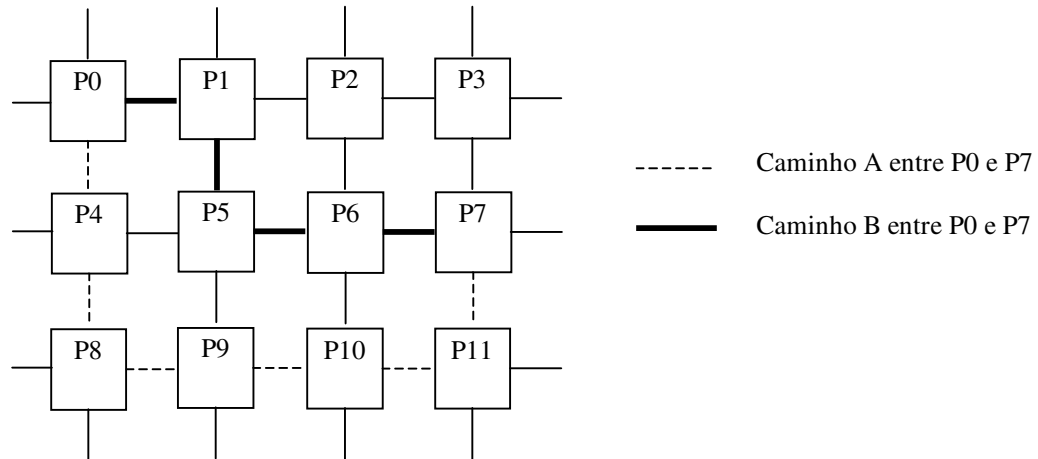 P0 P1 P2 P3
Caminho A entre P0 e P7
P4 P5 P6 P7
Caminho B entre P0 e P7
P8 P9 P10 P11